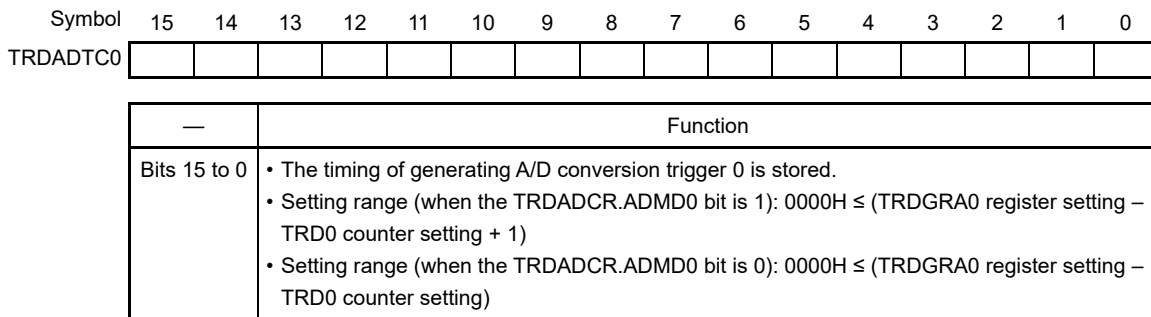 Symbol 15 14 13 12 11 10 9 8 7 6 5 4 3 2 1 0
TRDADTC0
— Function
Bits 15 to 0 • The timing of generating A/D conversion trigger 0 is stored.
• Setting range (when the TRDADCR.ADMD0 bit is 1): 0000H ≤ (TRDGRA0 register setting –
TRD0 counter setting + 1)
• Setting range (when the TRDADCR.ADMD0 bit is 0): 0000H ≤ (TRDGRA0 register setting –
TRD0 counter setting)